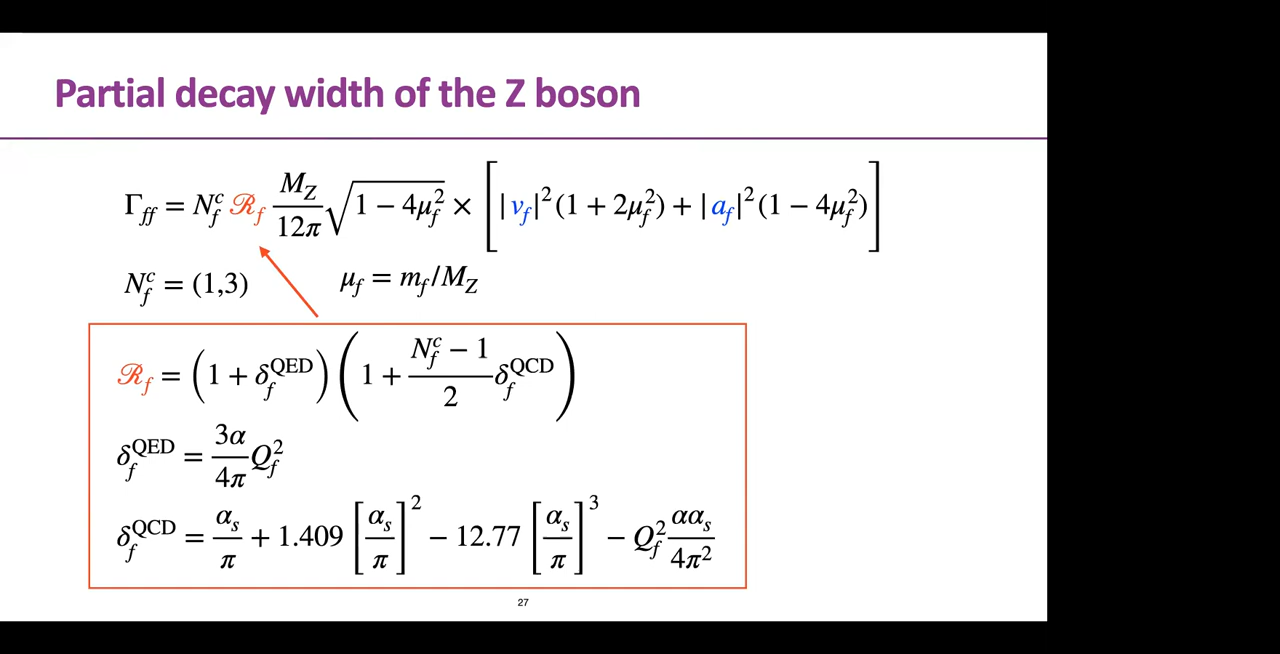 Partial decay width of the Z boson
Γ_ff = N_f^c ℛ_f M_Z/12π √(1 − 4μ_f^2) × [ |v_f|^2 (1 + 2μ_f^2) + |a_f|^2 (1 − 4μ_f^2) ]
N_f^c = (1,3) μ_f = m_f/M_Z
ℛ_f = (1 + δ_f^QED) (1 + (N_f^c − 1)/2 δ_f^QCD)
δ_f^QED = 3α/4π Q_f^2
δ_f^QCD = α_s/π + 1.409 [α_s/π]^2 − 12.77 [α_s/π]^3 − Q_f^2 αα_s/4π^2
27